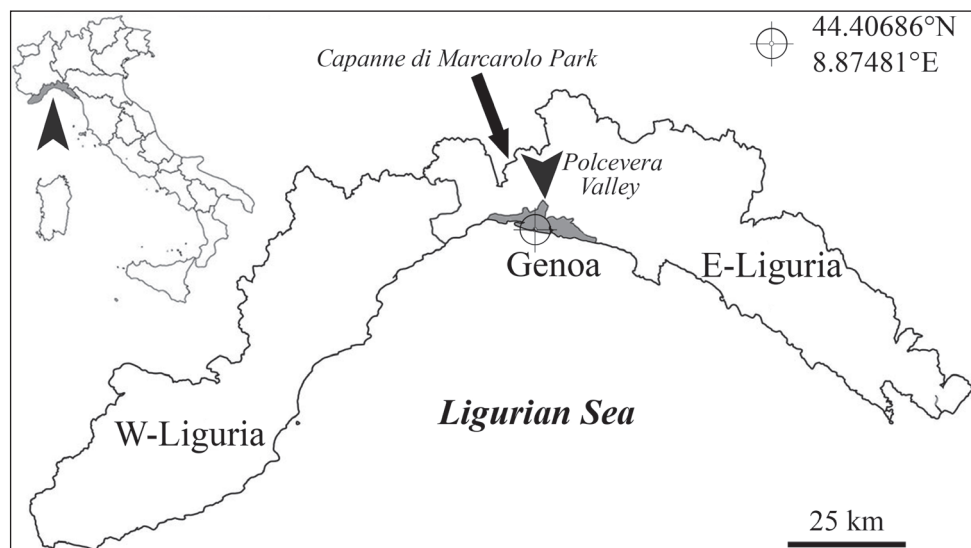 44.40686°N
8.87481°E
Capanne di Marcarolo Park
Polcevera
Valley
Genoa
E-Liguria
W-Liguria
Ligurian Sea
25 km